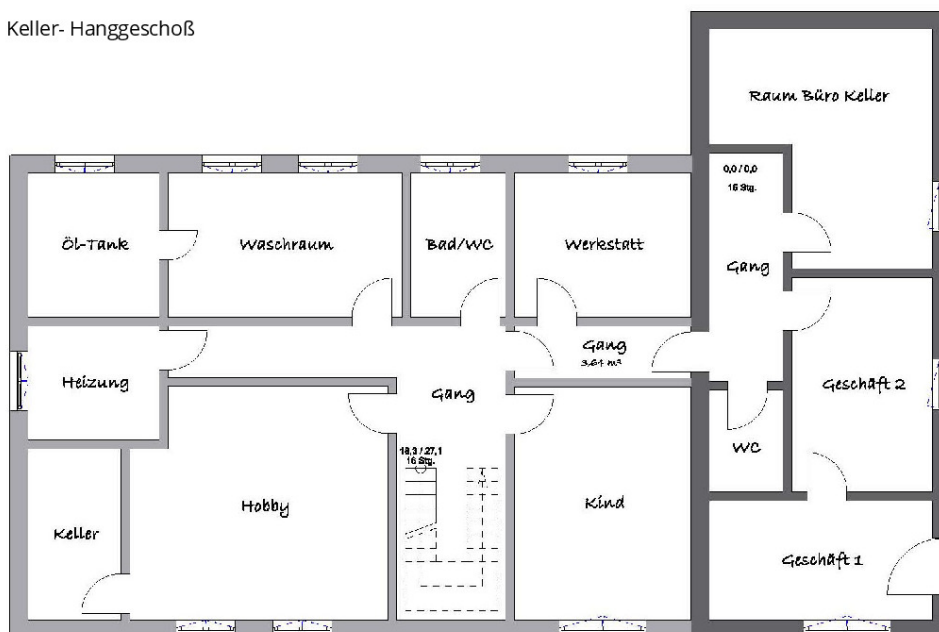 Keller- Hanggeschoß
Raum Büro Keller
0,0 / 0,0
16 Stg.
Öl-Tank
Waschraum
Bad/WC
Werkstatt
Gang
Gang
3,64 m²
Heizung
Gang
Geschäft 2
WC
18,3 / 27,1
16 Stg.
Hobby
Kind
Keller
Geschäft 1